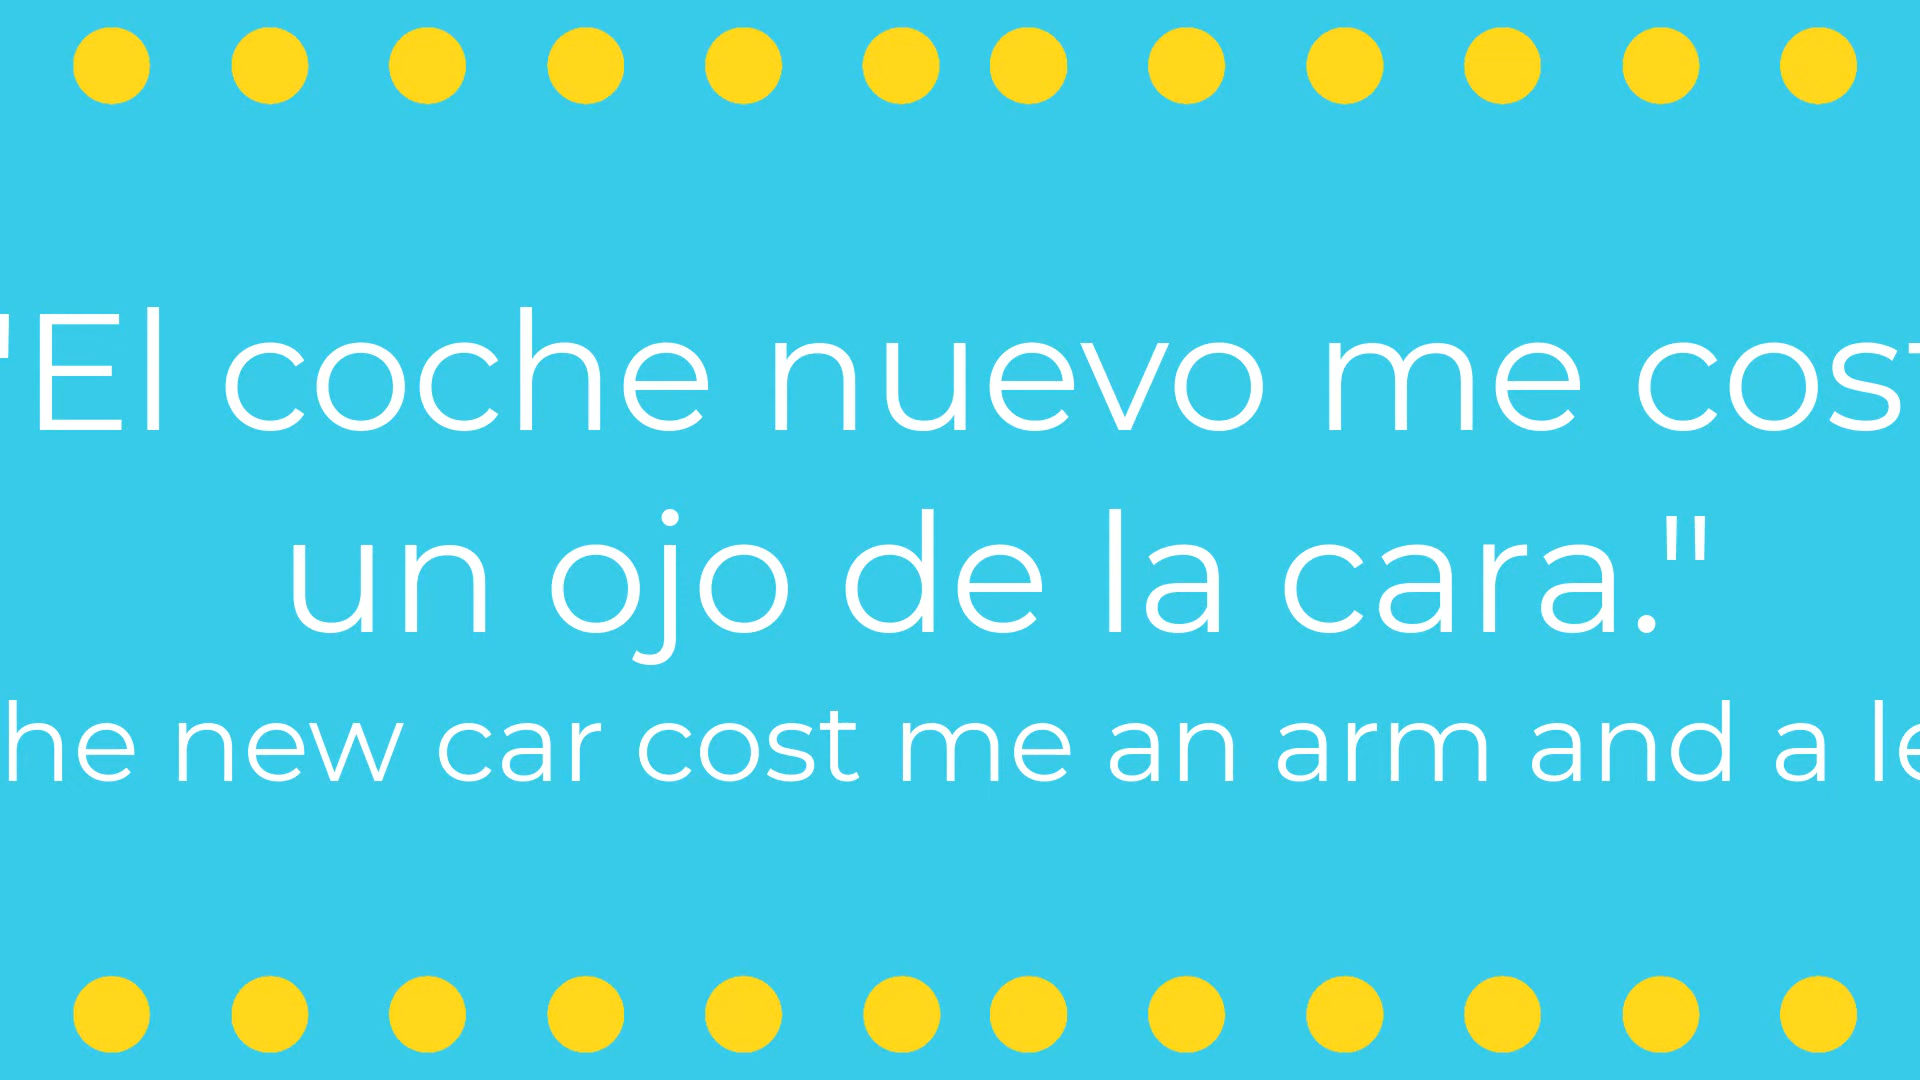 "El coche nuevo me cost
un ojo de la cara."
he new car cost me an arm and a le